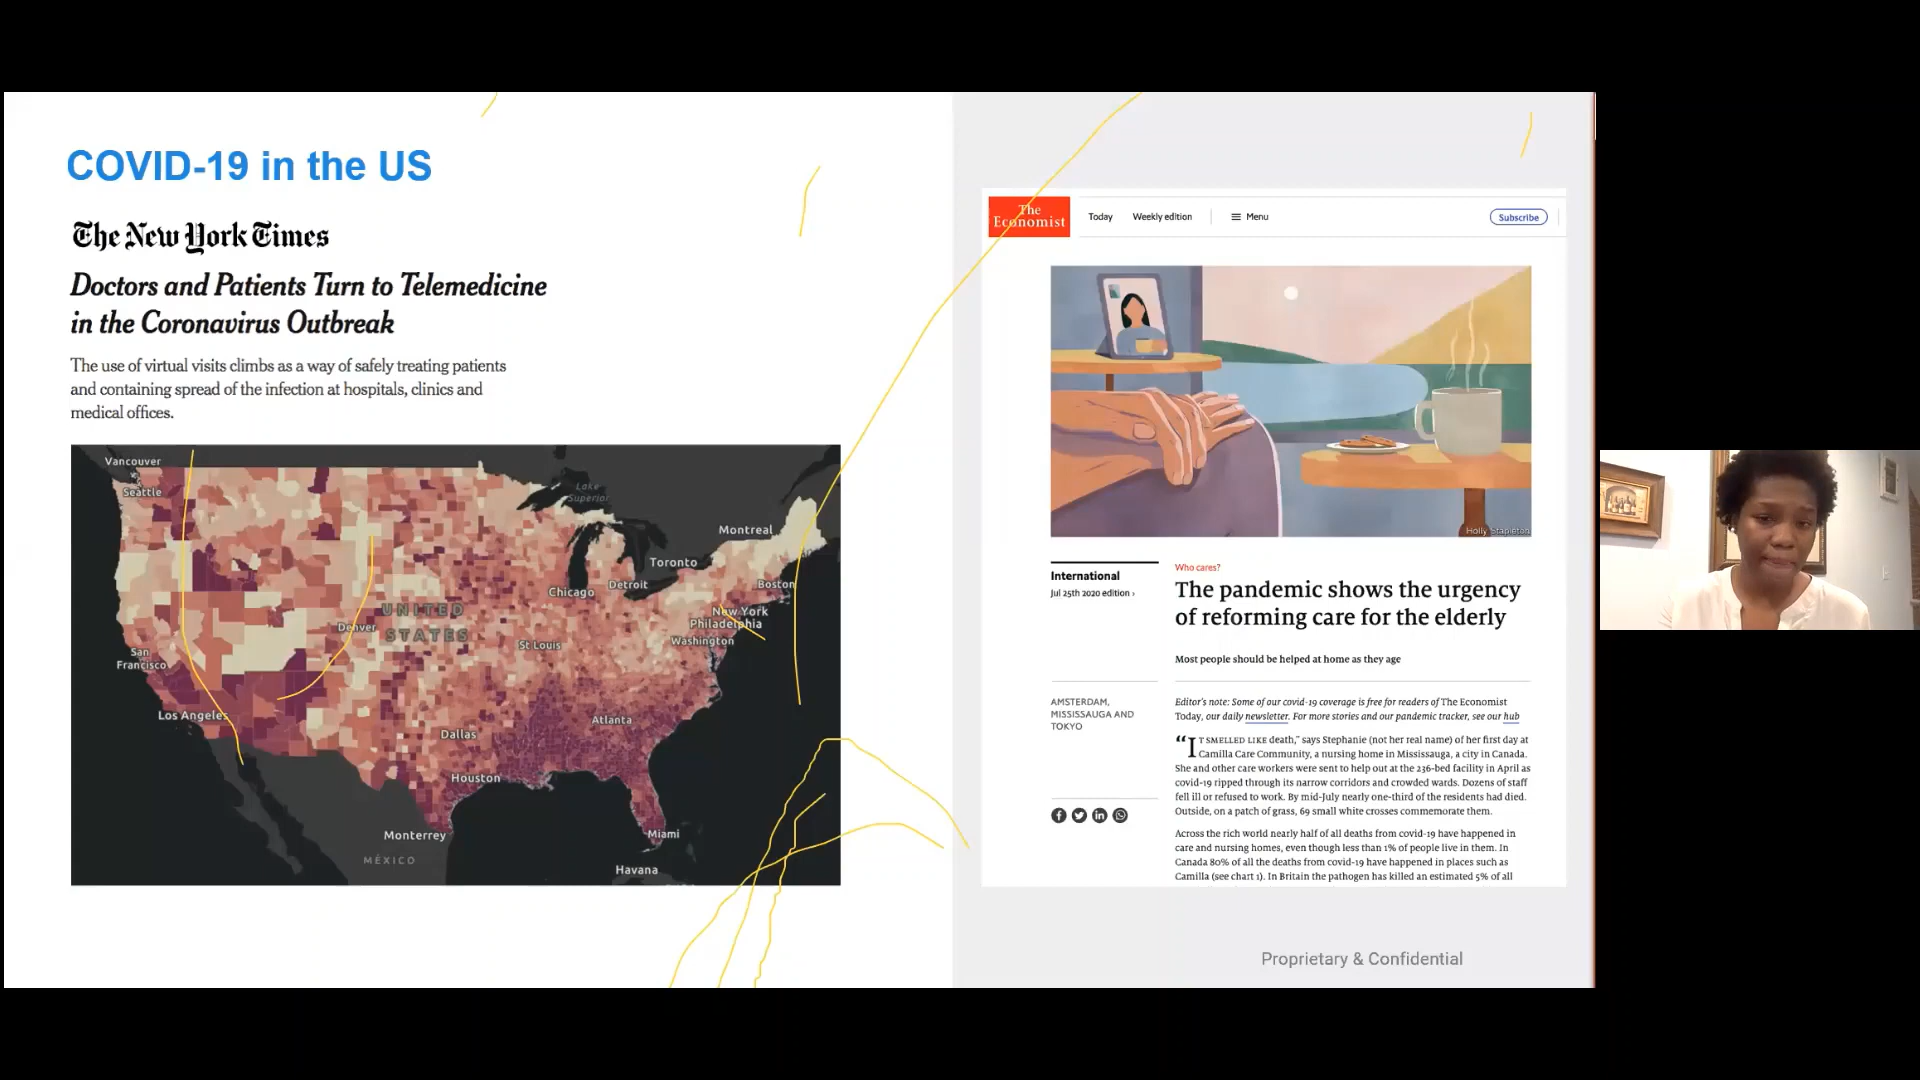 COVID-19 in the US
The New York Times
Doctors and Patients Turn to Telemedicine
in the Coronavirus Outbreak
The use of virtual visits climbs as a way of safely treating patients
and containing spread of the infection at hospitals, clinics and
medical offices.
Vancouver
Seattle
Lake
Superior
Montreal
Toronto
Boston
Chicago
Detroit
New York
Philadelphia
UNITED
STATES
Denver
Washington
St Louis
San
Francisco
Los Angeles
Atlanta
Dallas
Houston
Monterrey
Miami
MÉXICO
Havana
The
Economist
Today
Weekly edition
Menu
Subscribe
Holly Stapleton
International
Jul 25th 2020 edition ›
Who cares?
The pandemic shows the urgency
of reforming care for the elderly
Most people should be helped at home as they age
AMSTERDAM,
MISSISSAUGA AND
TOKYO
Editor's note: Some of our covid-19 coverage is free for readers of The Economist
Today, our daily newsletter. For more stories and our pandemic tracker, see our hub
“IT SMELLED LIKE death,” says Stephanie (not her real name) of her first day at
Camilla Care Community, a nursing home in Mississauga, a city in Canada.
She and other care workers were sent to help out at the 236-bed facility in April as
covid-19 ripped through its narrow corridors and crowded wards. Dozens of staff
fell ill or refused to work. By mid-July nearly one-third of the residents had died.
Outside, on a patch of grass, 69 small white crosses commemorate them.
Across the rich world nearly half of all deaths from covid-19 have happened in
care and nursing homes, even though less than 1% of people live in them. In
Canada 80% of all the deaths from covid-19 have happened in places such as
Camilla (see chart 1). In Britain the pathogen has killed an estimated 5% of all
Proprietary & Confidential